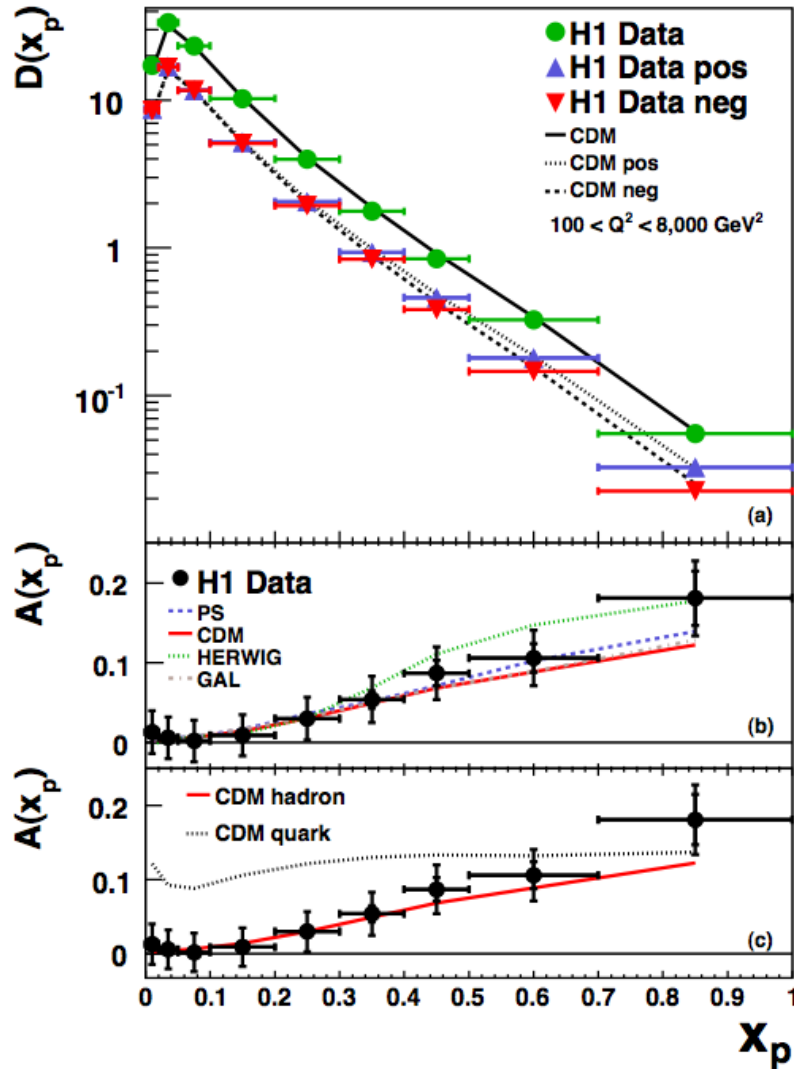 D(x_p)
10
1
10^-1
H1 Data
H1 Data pos
H1 Data neg
CDM
CDM pos
CDM neg
100 < Q^2 < 8,000 GeV^2
(a)
A(x_p)
0.2
0.1
0
H1 Data
PS
CDM
HERWIG
GAL
(b)
A(x_p)
0.2
0.1
0
CDM hadron
CDM quark
(c)
0 0.1 0.2 0.3 0.4 0.5 0.6 0.7 0.8 0.9 1
x_p